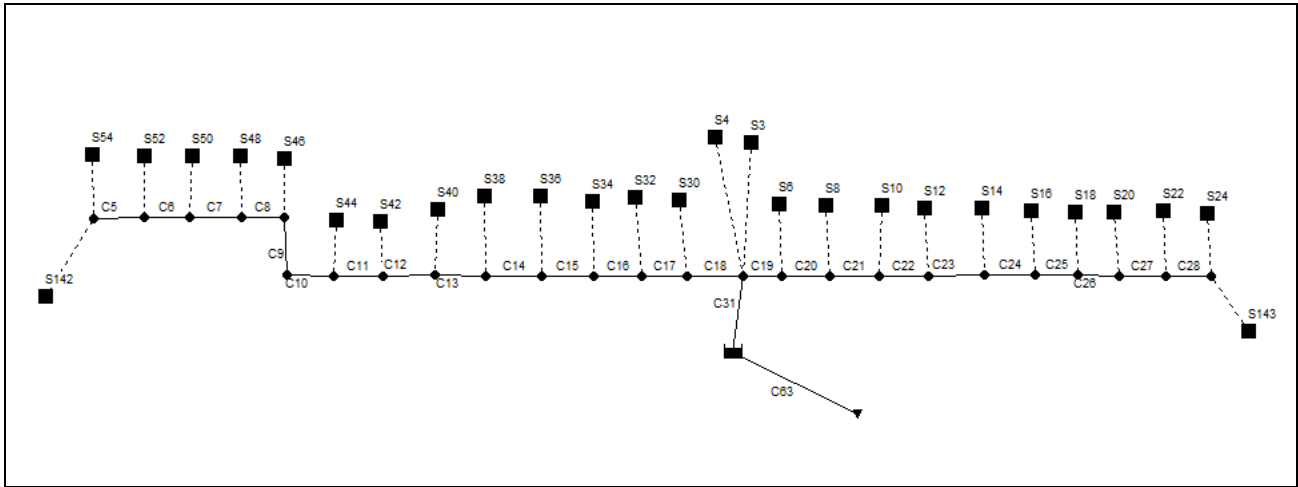 S4 S3
S54 S52 S50 S48 S46
S38 S36 S34 S32 S30 S6 S8 S10 S12 S14 S16 S18 S20 S22 S24
S44 S42 S40
C5 C6 C7 C8
C9
C10 C11 C12 C13 C14 C15 C16 C17 C18 C19 C20 C21 C22 C23 C24 C25 C26 C27 C28
S142 C31 S143
C63